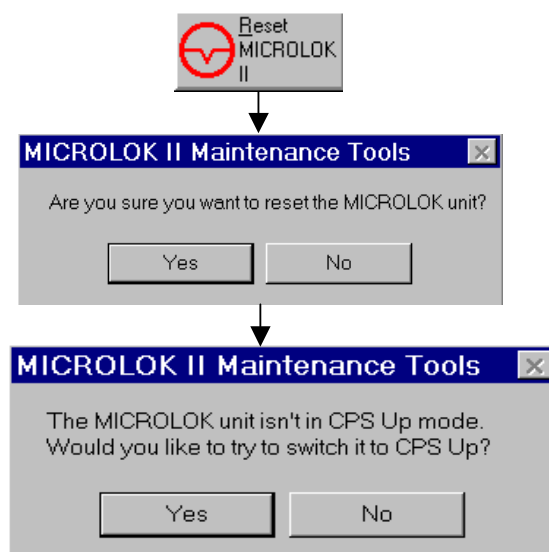 Reset
MICROLOK
II
MICROLOK II Maintenance Tools
Are you sure you want to reset the MICROLOK unit?
Yes No
MICROLOK II Maintenance Tools
The MICROLOK unit isn't in CPS Up mode.
Would you like to try to switch it to CPS Up?
Yes No